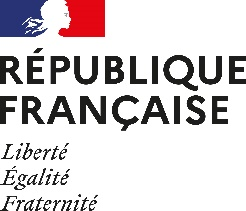 RÉPUBLIQUE
FRANÇAISE
Liberté
Égalité
Fraternité